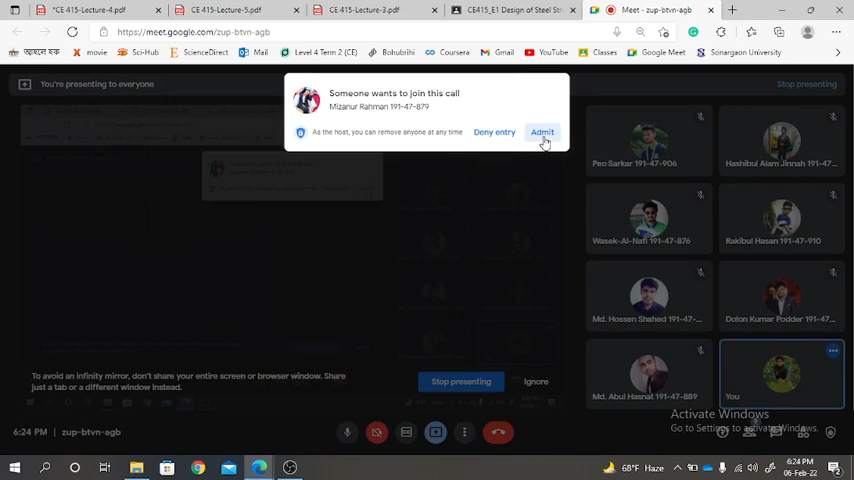 *CE 415-Lecture-4.pdf
CE 415-Lecture-5.pdf
CE 415-Lecture-3.pdf
CE415_E1 Design of Steel Str
Meet - zup-btvn-agb
https://meet.google.com/zup-btvn-agb
movie
Sci-Hub
ScienceDirect
Mail
Level 4 Term 2 (CE)
Bohubrihi
Coursera
Gmail
YouTube
Classes
Google Meet
Sonargaon University
You're presenting to everyone
Stop presenting
Someone wants to join this call
Mizanur Rahman 191-47-879
As the host, you can remove anyone at any time
Deny entry
Admit
Peo Sarkar 191-47-906
Hashibul Alam Jinnah 191-47...
Wasek-Al-Nafi 191-47-876
Rakibul Hasan 191-47-910
Md. Hossen Shahed 191-47-...
Dolon Kumar Podder 191-47...
Md. Abul Hasnat 191-47-889
You
To avoid an infinity mirror, don't share your entire screen or browser window. Share
just a tab or a different window instead.
Stop presenting
Ignore
Activate Windows
Go to Settings to activate Windows.
6:24 PM
zup-btvn-agb
68°F Haze
6:24 PM
06-Feb-22
2